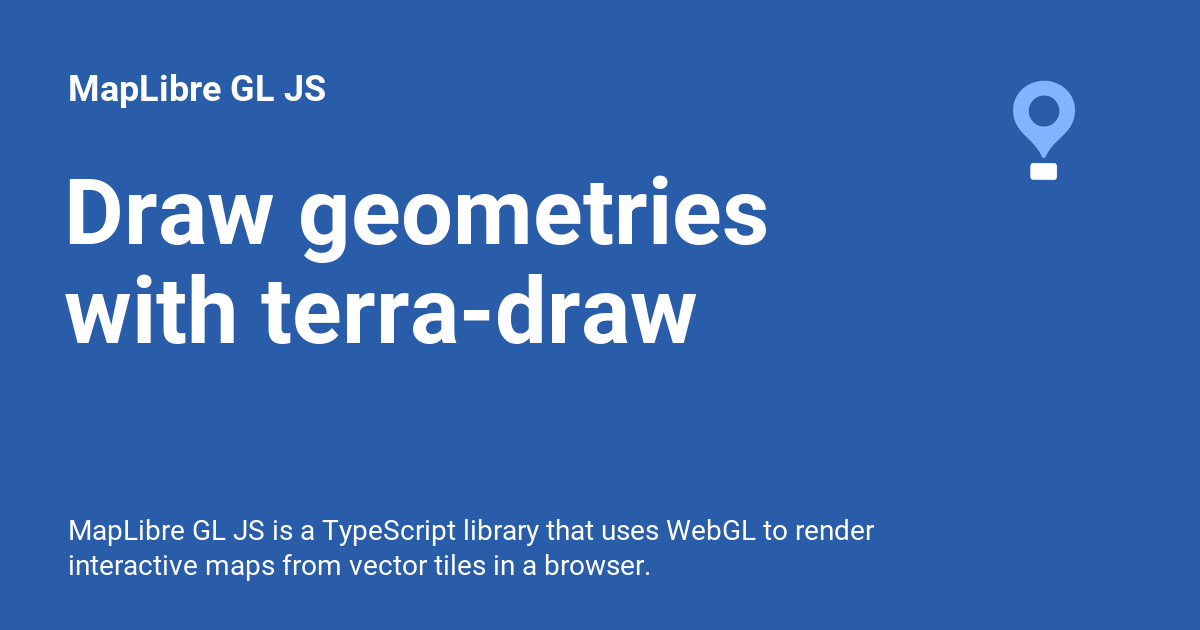 MapLibre GL JS
Draw geometries
with terra-draw
MapLibre GL JS is a TypeScript library that uses WebGL to render
interactive maps from vector tiles in a browser.